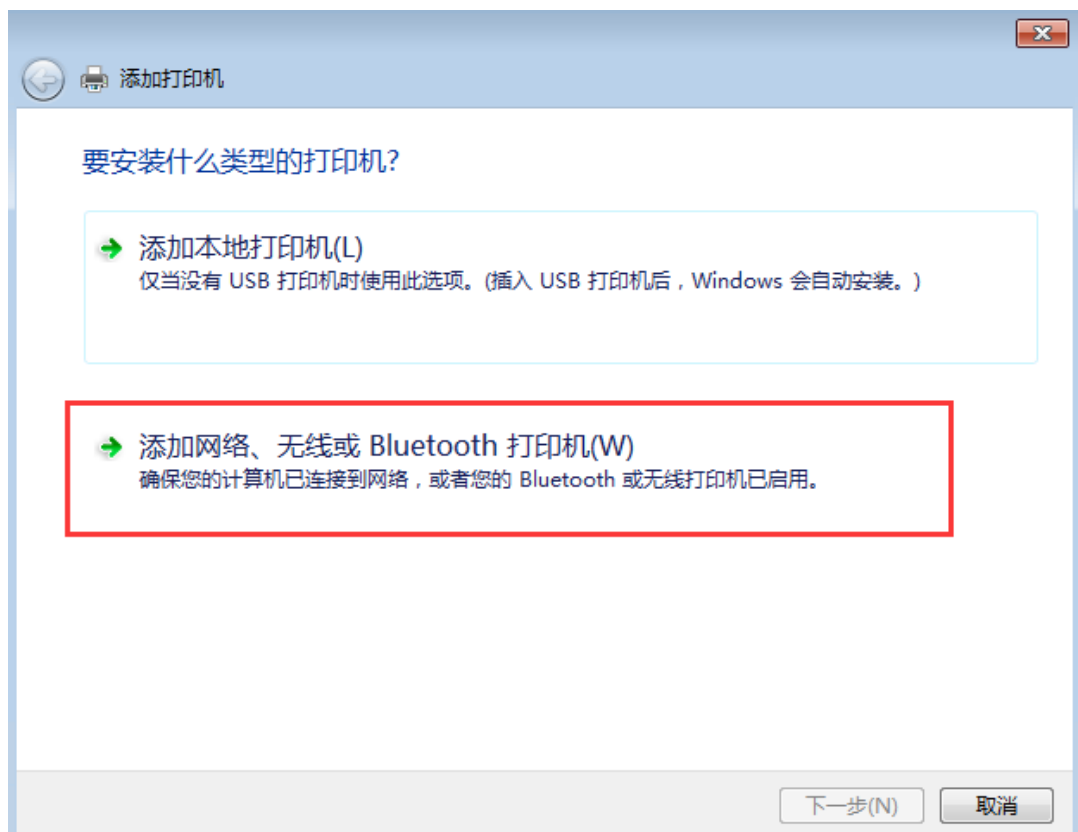 添加打印机
要安装什么类型的打印机?
添加本地打印机(L)
仅当没有 USB 打印机时使用此选项。(插入 USB 打印机后，Windows 会自动安装。)
添加网络、无线或 Bluetooth 打印机(W)
确保您的计算机已连接到网络，或者您的 Bluetooth 或无线打印机已启用。
下一步(N)
取消